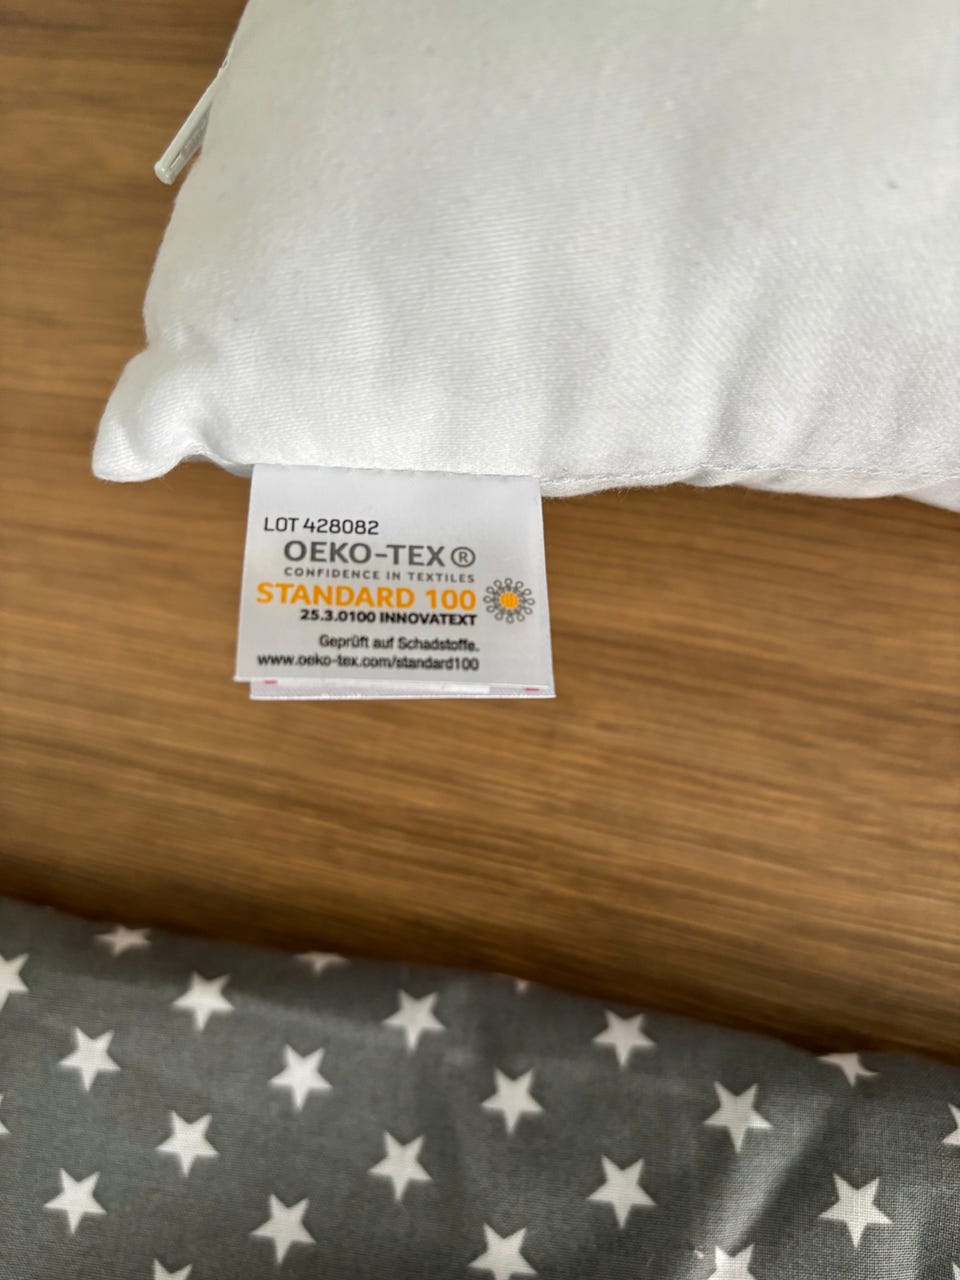 LOT 428082
OEKO-TEX®
CONFIDENCE IN TEXTILES
STANDARD 100
25.3.0100 INNOVATEXT
Geprüft auf Schadstoffe.
www.oeko-tex.com/standard100